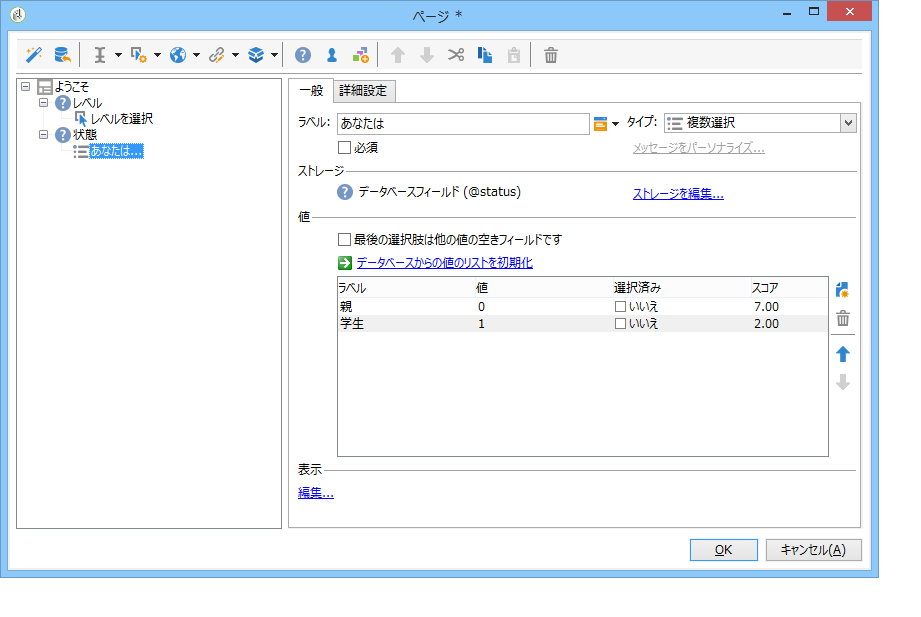 ページ *
ようこそ
レベル
レベルを選択
状態
あなたは...
一般
詳細設定
ラベル: あなたは タイプ: 複数選択
必須 メッセージをパーソナライズ...
ストレージ
データベースフィールド (@status) ストレージを編集...
値
最後の選択肢は他の値の空きフィールドです
データベースからの値のリストを初期化
ラベル 値 選択済み スコア
親 0 いいえ 7.00
学生 1 いいえ 2.00
表示
編集...
OK キャンセル(A)